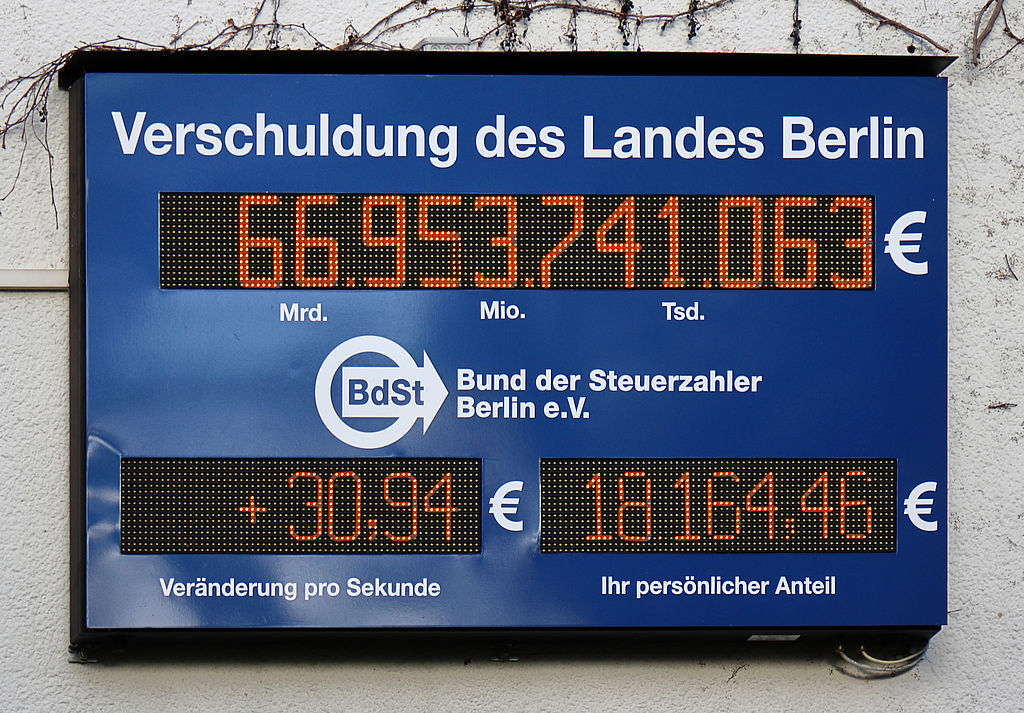 Verschuldung des Landes Berlin
66.953.741.063 €
Mrd. Mio. Tsd.
BdSt
Bund der Steuerzahler
Berlin e.V.
+ 30,94 € 18.164,46 €
Veränderung pro Sekunde Ihr persönlicher Anteil